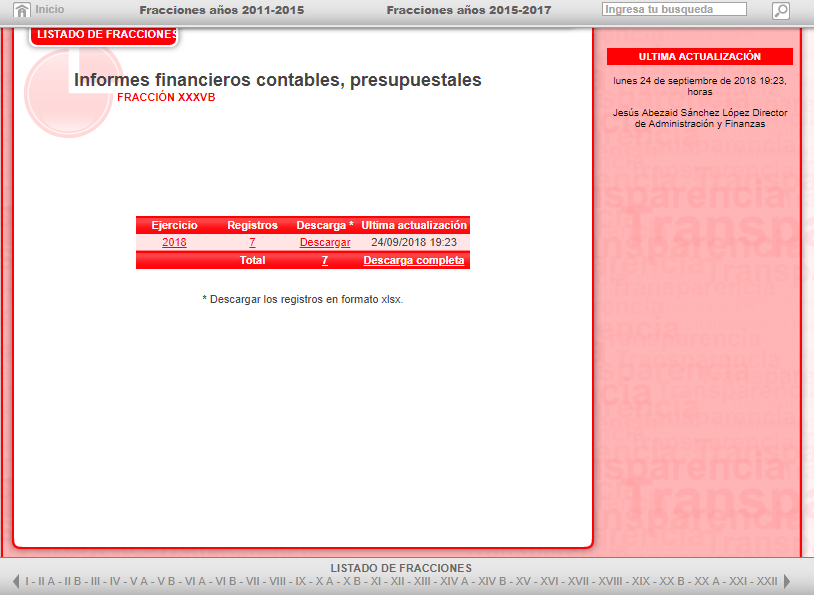 Inicio
Fracciones años 2011-2015
Fracciones años 2015-2017
Ingresa tu busqueda
LISTADO DE FRACCIONES
Informes financieros contables, presupuestales
FRACCIÓN XXXVB
ULTIMA ACTUALIZACIÓN
lunes 24 de septiembre de 2018 19:23,
horas
Jesús Abezaid Sánchez López Director
de Administración y Finanzas
Ejercicio Registros Descarga * Ultima actualización
2018 7 Descargar 24/09/2018 19:23
Total 7 Descarga completa
* Descargar los registros en formato xlsx.
sparencia
Transpa
sparencia
Transpa
LISTADO DE FRACCIONES
I - II A - II B - III - IV - V A - V B - VI A - VI B - VII - VIII - IX - X A - X B - XI - XII - XIII - XIV A - XIV B - XV - XVI - XVII - XVIII - XIX - XX B - XX A - XXI - XXII